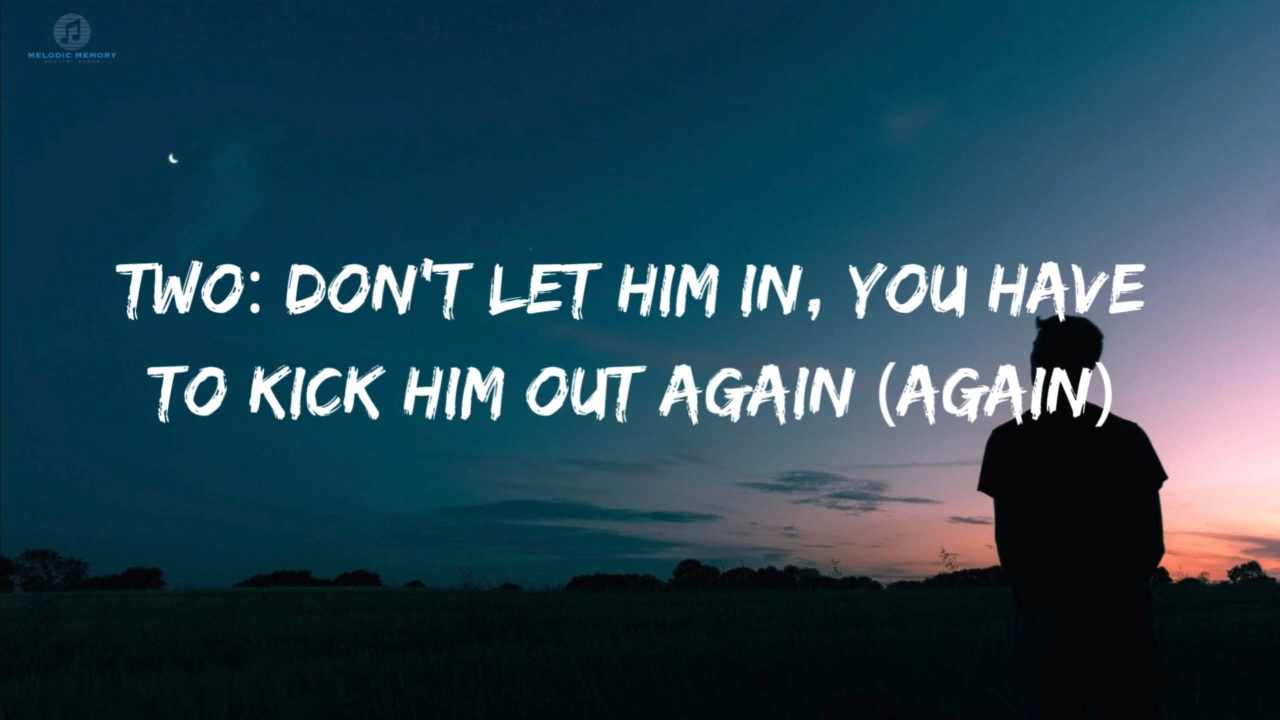 MELODIC MEMORY
TWO: DON'T LET HIM IN, YOU HAVE
TO KICK HIM OUT AGAIN (AGAIN)